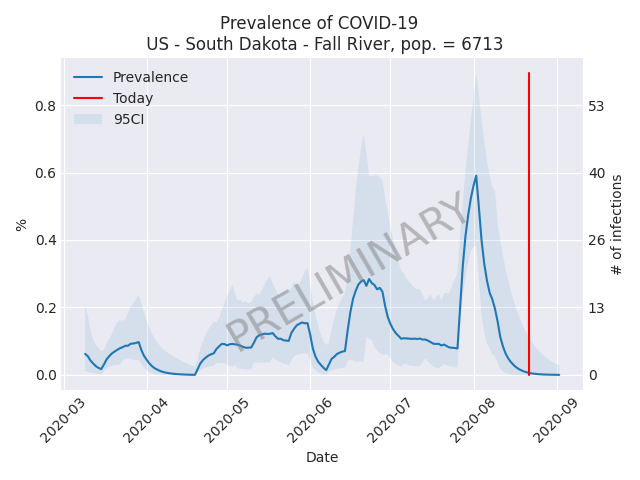 Prevalence of COVID-19
US - South Dakota - Fall River, pop. = 6713
Prevalence
Today
95CI
PRELIMINARY
%
0.8
0.6
0.4
0.2
0.0
# of infections
53
40
26
13
0
2020-03
2020-04
2020-05
2020-06
2020-07
2020-08
2020-09
Date